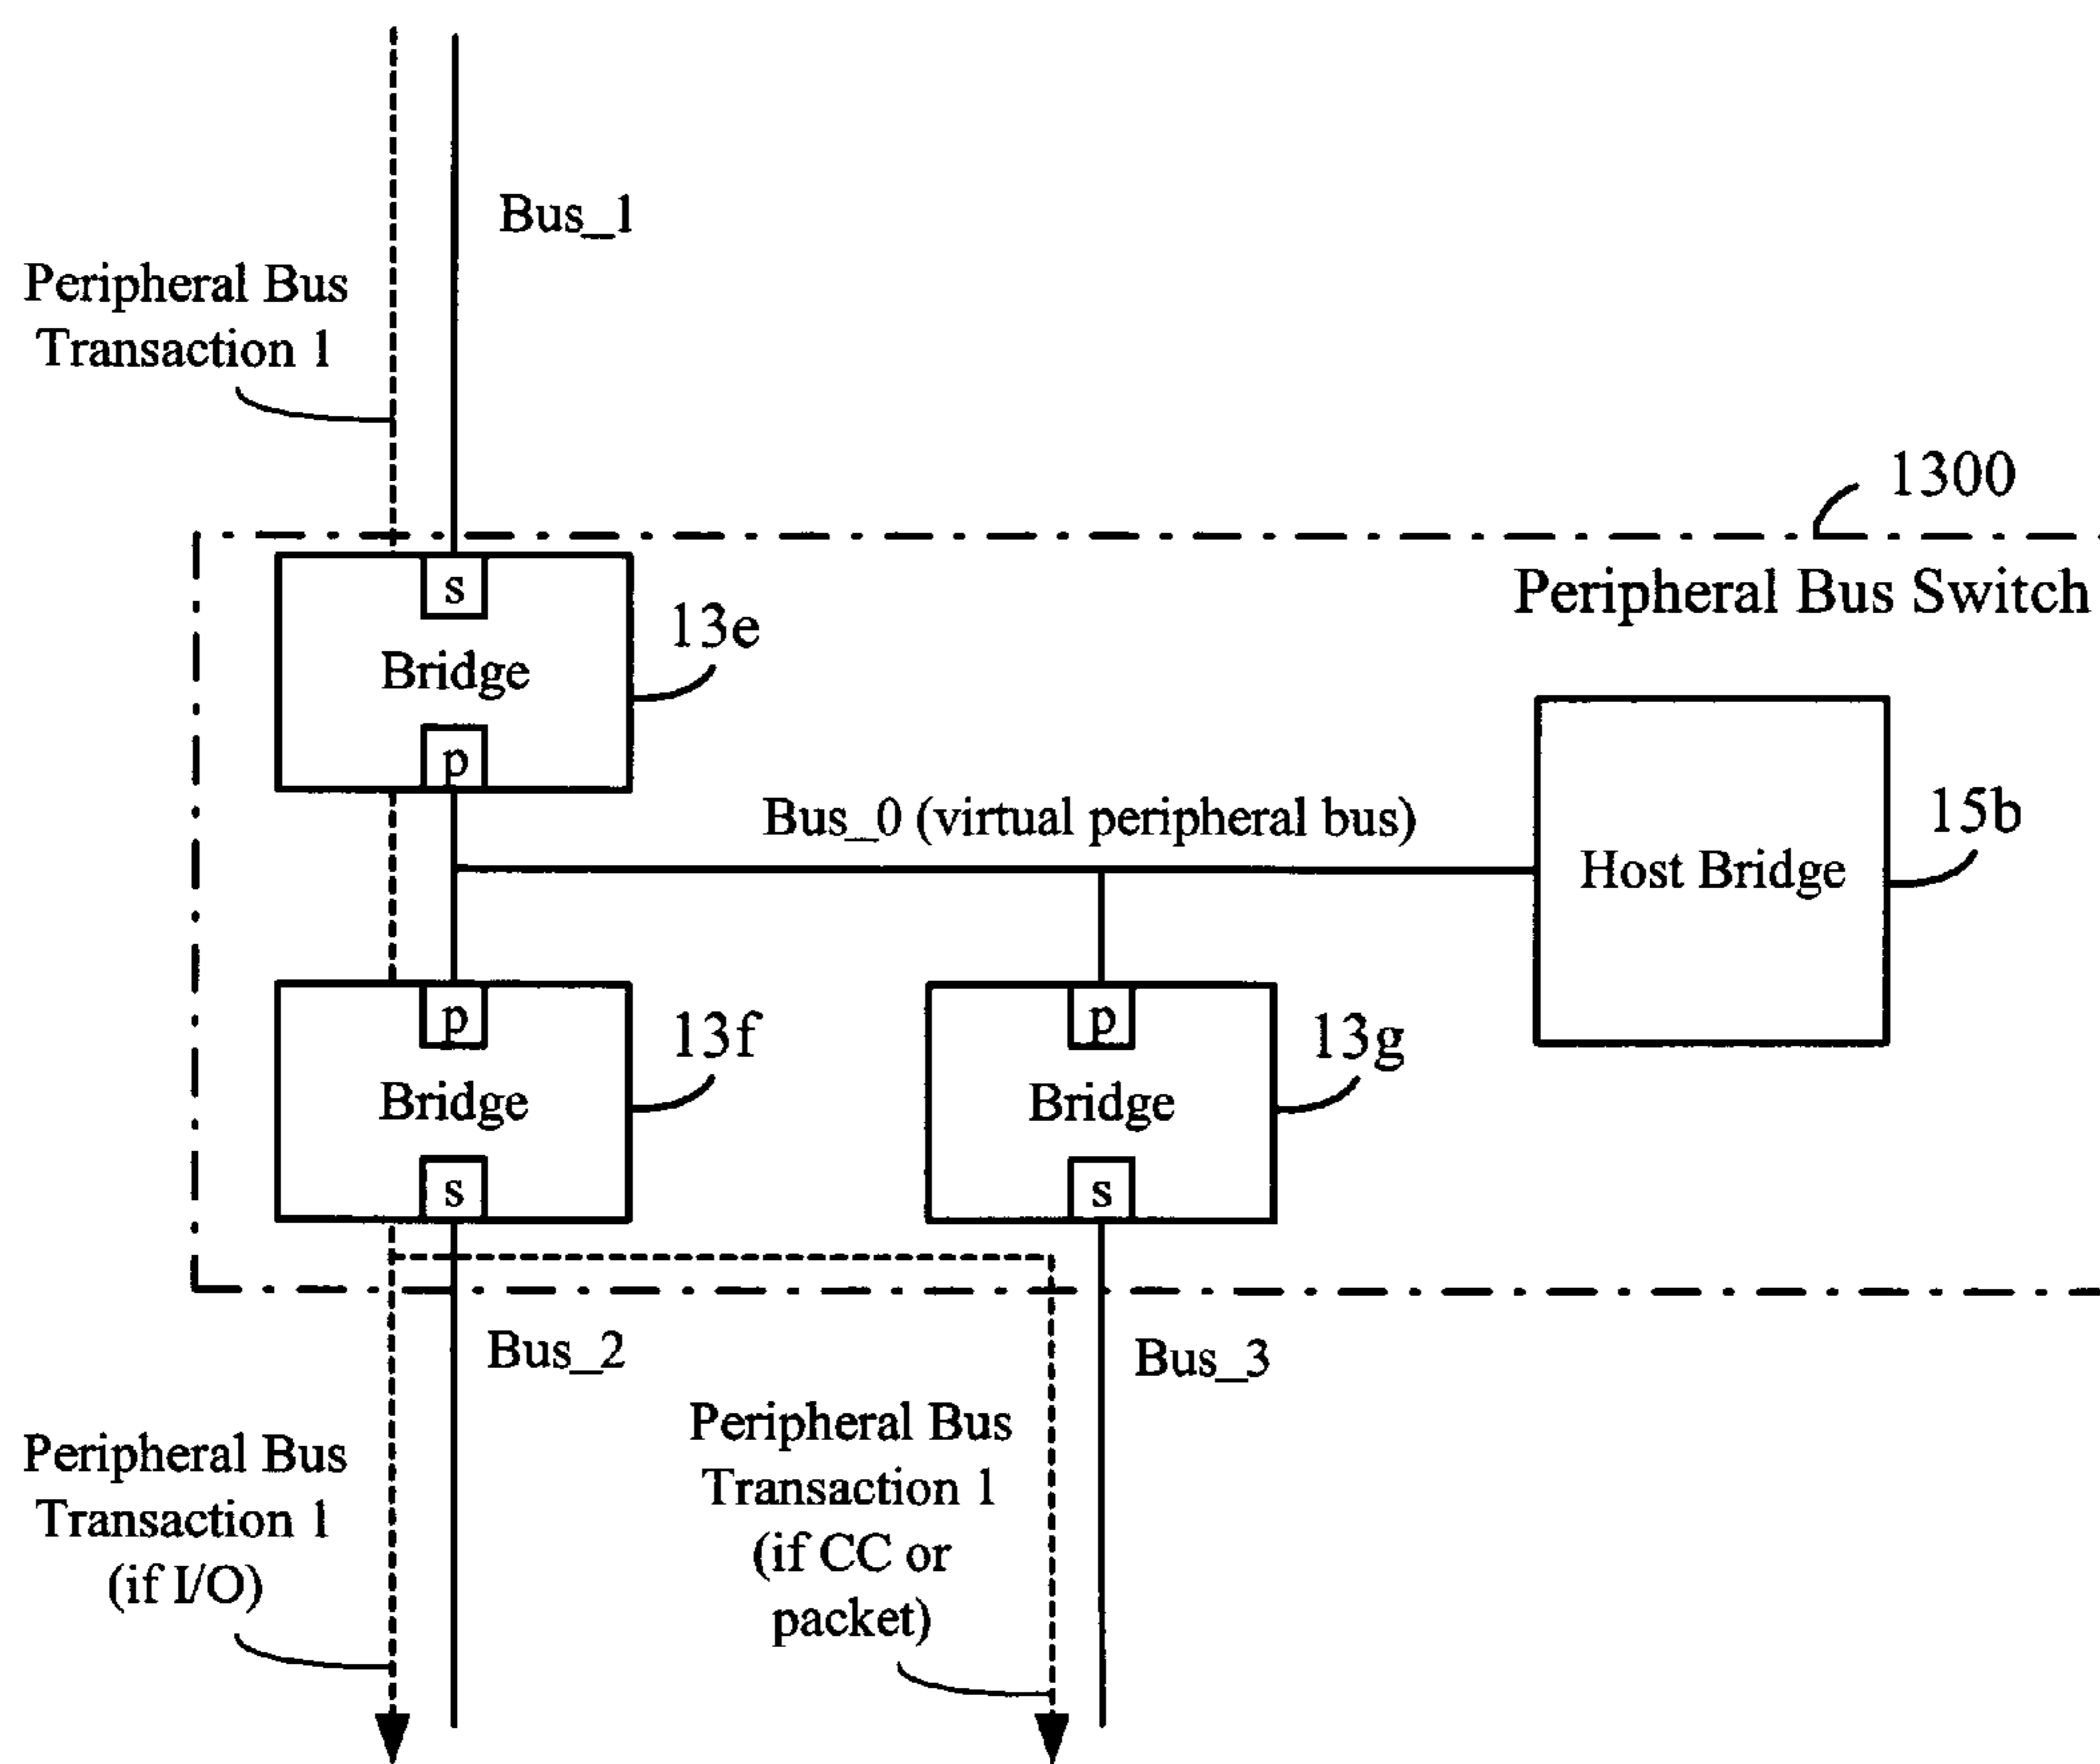 Bus_1
Peripheral Bus
Transaction 1
1300
Peripheral Bus Switch
s
13e
Bridge
p
Bus_0 (virtual peripheral bus)
15b
Host Bridge
p
13f
Bridge
s
p
13g
Bridge
s
Bus_2
Bus_3
Peripheral Bus
Transaction 1
(if I/O)
Peripheral Bus
Transaction 1
(if CC or
packet)